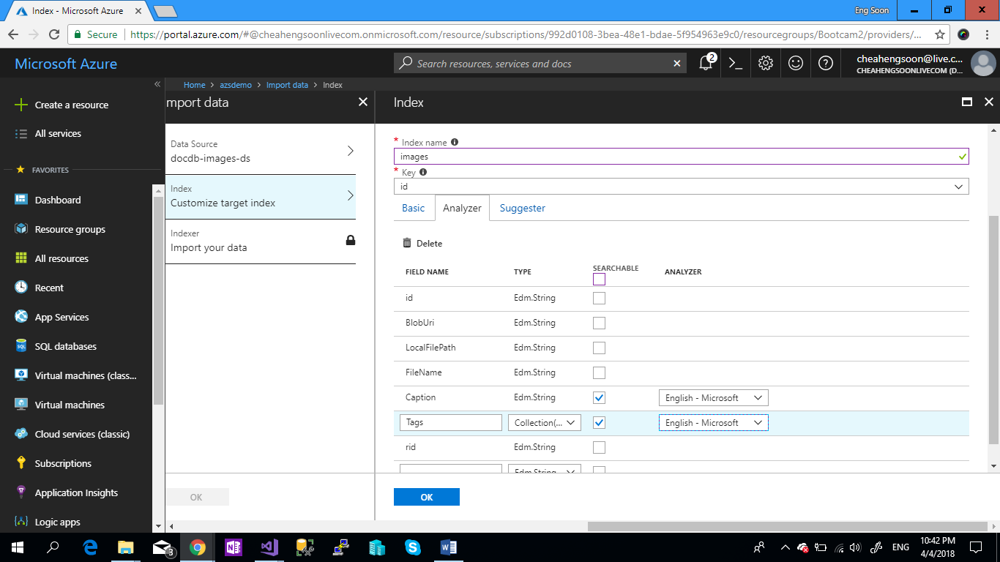 Index - Microsoft Azure
Eng Soon
Secure
https://portal.azure.com/#@cheahengsoonlivecom.onmicrosoft.com/resource/subscriptions/992d0108-3bea-48e1-bdae-5f954963e9c0/resourcegroups/Bootcam2/providers/...
Microsoft Azure
Search resources, services and docs
2
cheahengsoon@live.c...
CHEAHENGSOONLIVECOM (D...
Home > azsdemo > Import data > Index
Create a resource
All services
FAVORITES
Dashboard
Resource groups
All resources
Recent
App Services
SQL databases
Virtual machines (class...
Virtual machines
Cloud services (classic)
Subscriptions
Application Insights
Logic apps
mport data
Data Source
docdb-images-ds
Index
Customize target index
Indexer
Import your data
OK
Index
* Index name
images
* Key
id
Basic Analyzer Suggester
Delete
FIELD NAME TYPE SEARCHABLE ANALYZER
id Edm.String
BlobUri Edm.String
LocalFilePath Edm.String
FileName Edm.String
Caption Edm.String English - Microsoft
Tags Collection(... English - Microsoft
rid Edm.String
Edm.String
OK
3
ENG
10:42 PM
4/4/2018